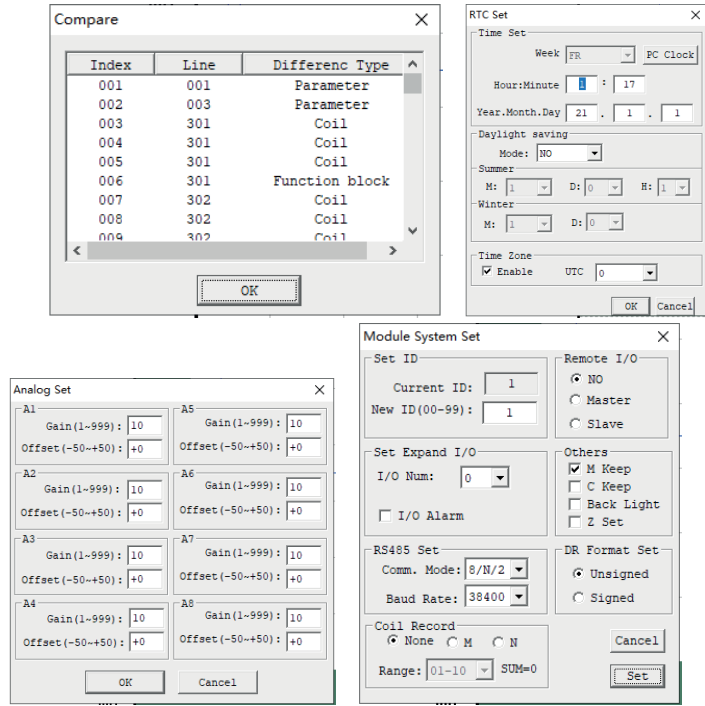 Compare
Index Line Differenc Type
001 001 Parameter
002 003 Parameter
003 301 Coil
004 301 Coil
005 301 Coil
006 301 Function block
007 302 Coil
008 302 Coil
009 302 Coil
OK
RTC Set
Time Set
Week FR PC Clock
Hour:Minute 1 : 17
Year.Month.Day 21 . 1 . 1
Daylight saving
Mode: NO
Summer
M: 1 D: 0 H: 1
Winter
M: 1 D: 0
Time Zone
Enable UTC 0
OK Cancel
Analog Set
A1
Gain(1~999): 10
Offset(-50~+50): +0
A2
Gain(1~999): 10
Offset(-50~+50): +0
A3
Gain(1~999): 10
Offset(-50~+50): +0
A4
Gain(1~999): 10
Offset(-50~+50): +0
A5
Gain(1~999): 10
Offset(-50~+50): +0
A6
Gain(1~999): 10
Offset(-50~+50): +0
A7
Gain(1~999): 10
Offset(-50~+50): +0
A8
Gain(1~999): 10
Offset(-50~+50): +0
OK Cancel
Module System Set
Set ID
Current ID: 1
New ID(00-99): 1
Remote I/O
NO
Master
Slave
Set Expand I/O
I/O Num: 0
I/O Alarm
Others
M Keep
C Keep
Back Light
Z Set
RS485 Set
Comm. Mode: 8/N/2
Baud Rate: 38400
DR Format Set
Unsigned
Signed
Coil Record
None M N
Range: 01-10 SUM=0
Cancel
Set